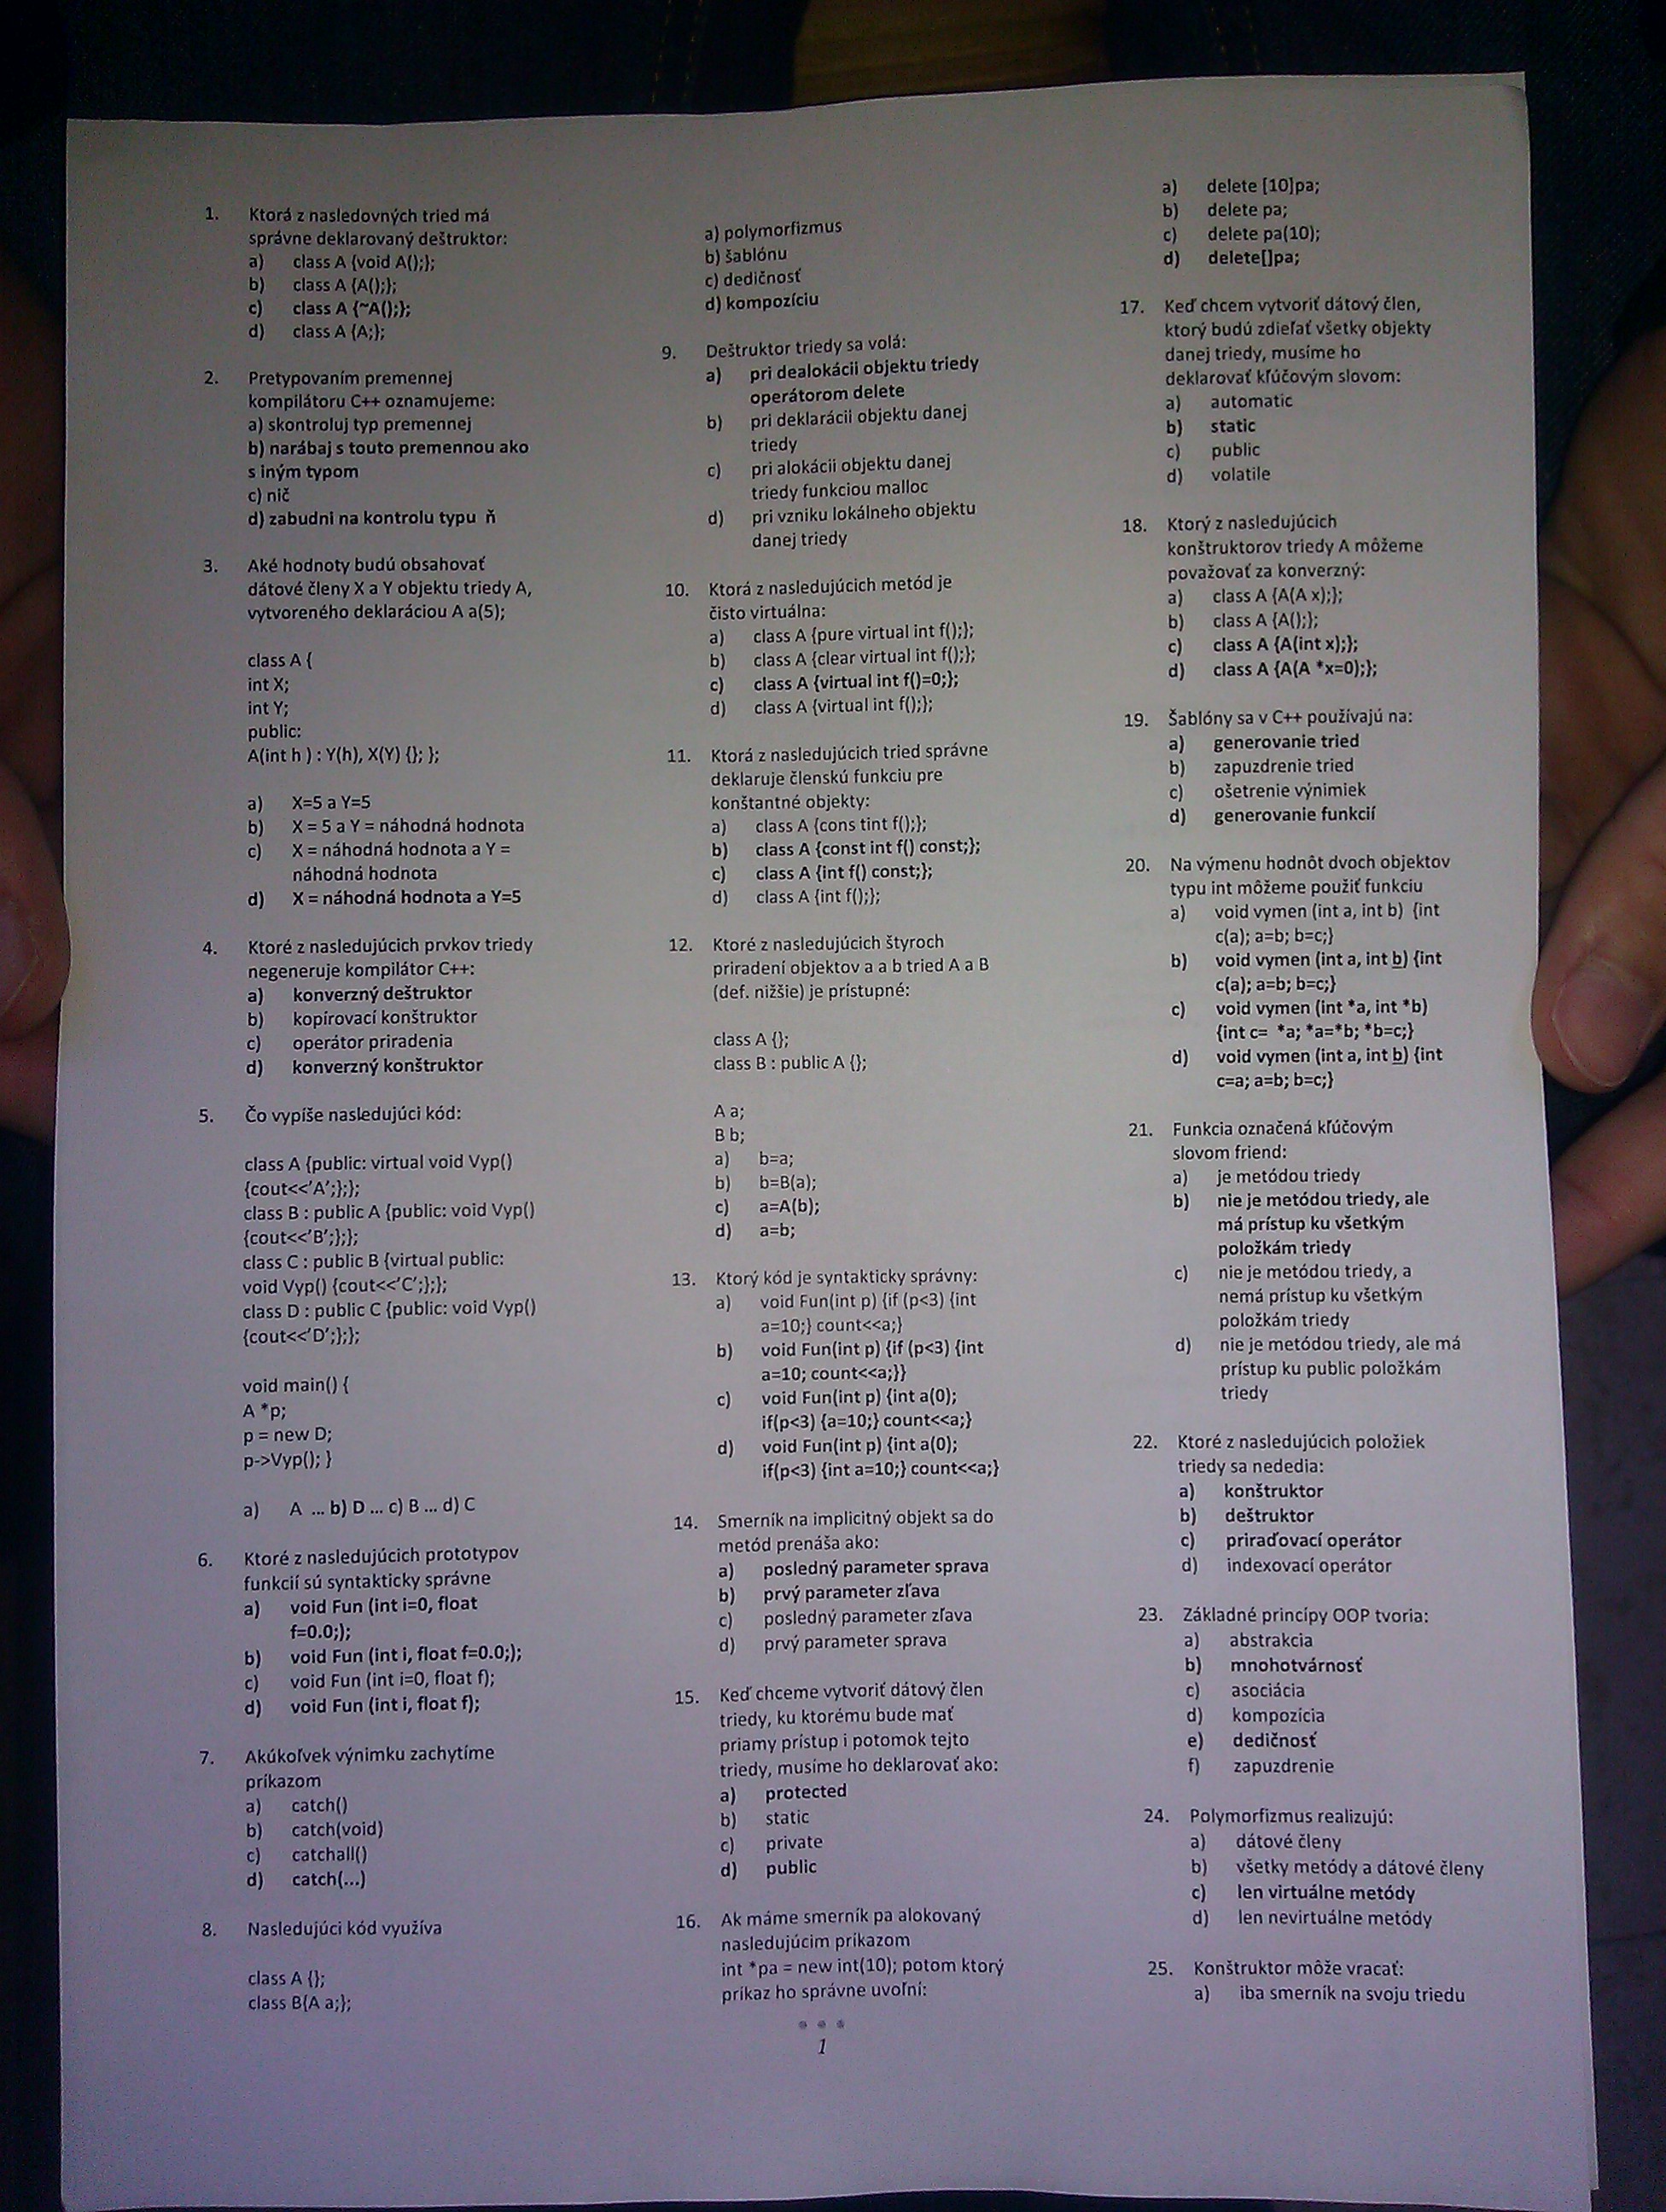 1. Ktorá z nasledovných tried má
správne deklarovaný deštruktor:
a) class A {void A();};
b) class A {A();};
c) class A {~A();};
d) class A {A;};
2. Pretypovaním premennej
kompilátoru C++ oznamujeme:
a) skontroluj typ premennej
b) narábaj s touto premennou ako
s iným typom
c) nič
d) zabudni na kontrolu typu ň
3. Aké hodnoty budú obsahovať
dátové členy X a Y objektu triedy A,
vytvoreného deklaráciou A a(5);
class A {
int X;
int Y;
public:
A(int h ) : Y(h), X(Y) {}; };
a) X=5 a Y=5
b) X = 5 a Y = náhodná hodnota
c) X = náhodná hodnota a Y =
náhodná hodnota
d) X = náhodná hodnota a Y=5
4. Ktoré z nasledujúcich prvkov triedy
negeneruje kompilátor C++:
a) konverzný deštruktor
b) kopírovací konštruktor
c) operátor priradenia
d) konverzný konštruktor
5. Čo vypíše nasledujúci kód:
class A {public: virtual void Vyp()
{cout<<'A';};};
class B : public A {public: void Vyp()
{cout<<'B';};};
class C : public B {virtual public:
void Vyp() {cout<<'C';};};
class D : public C {public: void Vyp()
{cout<<'D';};};
void main() {
A *p;
p = new D;
p->Vyp(); }
a) A ... b) D ... c) B ... d) C
6. Ktoré z nasledujúcich prototypov
funkcií sú syntakticky správne
a) void Fun (int i=0, float
f=0.0;);
b) void Fun (int i, float f=0.0;);
c) void Fun (int i=0, float f);
d) void Fun (int i, float f);
7. Akúkoľvek výnimku zachytíme
príkazom
a) catch()
b) catch(void)
c) catchall()
d) catch(...)
8. Nasledujúci kód využíva
class A {};
class B{A a;};
a) polymorfizmus
b) šablónu
c) dedičnosť
d) kompozíciu
9. Deštruktor triedy sa volá:
a) pri dealokácii objektu triedy
operátorom delete
b) pri deklarácii objektu danej
triedy
c) pri alokácii objektu danej
triedy funkciou malloc
d) pri vzniku lokálneho objektu
danej triedy
10. Ktorá z nasledujúcich metód je
čisto virtuálna:
a) class A {pure virtual int f();};
b) class A {clear virtual int f();};
c) class A {virtual int f()=0;};
d) class A {virtual int f();};
11. Ktorá z nasledujúcich tried správne
deklaruje členskú funkciu pre
konštantné objekty:
a) class A {cons tint f();};
b) class A {const int f() const;};
c) class A {int f() const;};
d) class A {int f();};
12. Ktoré z nasledujúcich štyroch
priradení objektov a a b tried A a B
(def. nižšie) je prístupné:
class A {};
class B : public A {};
A a;
B b;
a) b=a;
b) b=B(a);
c) a=A(b);
d) a=b;
13. Ktorý kód je syntakticky správny:
a) void Fun(int p) {if (p<3) {int
a=10;} count<<a;}
b) void Fun(int p) {if (p<3) {int
a=10; count<<a;}}
c) void Fun(int p) {int a(0);
if(p<3) {a=10;} count<<a;}
d) void Fun(int p) {int a(0);
if(p<3) {int a=10;} count<<a;}
14. Smerník na implicitný objekt sa do
metód prenáša ako:
a) posledný parameter sprava
b) prvý parameter zľava
c) posledný parameter zľava
d) prvý parameter sprava
15. Keď chceme vytvoriť dátový člen
triedy, ku ktorému bude mať
priamy prístup i potomok tejto
triedy, musíme ho deklarovať ako:
a) protected
b) static
c) private
d) public
16. Ak máme smerník pa alokovaný
nasledujúcim príkazom
int *pa = new int(10); potom ktorý
príkaz ho správne uvoľní:
a) delete [10]pa;
b) delete pa;
c) delete pa(10);
d) delete[]pa;
17. Keď chcem vytvoriť dátový člen,
ktorý budú zdieľať všetky objekty
danej triedy, musíme ho
deklarovať kľúčovým slovom:
a) automatic
b) static
c) public
d) volatile
18. Ktorý z nasledujúcich
konštruktorov triedy A môžeme
považovať za konverzný:
a) class A {A(A x);};
b) class A {A();};
c) class A {A(int x);};
d) class A {A(A *x=0);};
19. Šablóny sa v C++ používajú na:
a) generovanie tried
b) zapuzdrenie tried
c) ošetrenie výnimiek
d) generovanie funkcií
20. Na výmenu hodnôt dvoch objektov
typu int môžeme použiť funkciu
a) void vymen (int a, int b) {int
c(a); a=b; b=c;}
b) void vymen (int a, int b) {int
c(a); a=b; b=c;}
c) void vymen (int *a, int *b)
{int c= *a; *a=*b; *b=c;}
d) void vymen (int a, int b) {int
c=a; a=b; b=c;}
21. Funkcia označená kľúčovým
slovom friend:
a) je metódou triedy
b) nie je metódou triedy, ale
má prístup ku všetkým
položkám triedy
c) nie je metódou triedy, a
nemá prístup ku všetkým
položkám triedy
d) nie je metódou triedy, ale má
prístup ku public položkám
triedy
22. Ktoré z nasledujúcich položiek
triedy sa nededia:
a) konštruktor
b) deštruktor
c) priraďovací operátor
d) indexovací operátor
23. Základné princípy OOP tvoria:
a) abstrakcia
b) mnohotvárnosť
c) asociácia
d) kompozícia
e) dedičnosť
f) zapuzdrenie
24. Polymorfizmus realizujú:
a) dátové členy
b) všetky metódy a dátové členy
c) len virtuálne metódy
d) len nevirtuálne metódy
25. Konštruktor môže vracať:
a) iba smerník na svoju triedu
1